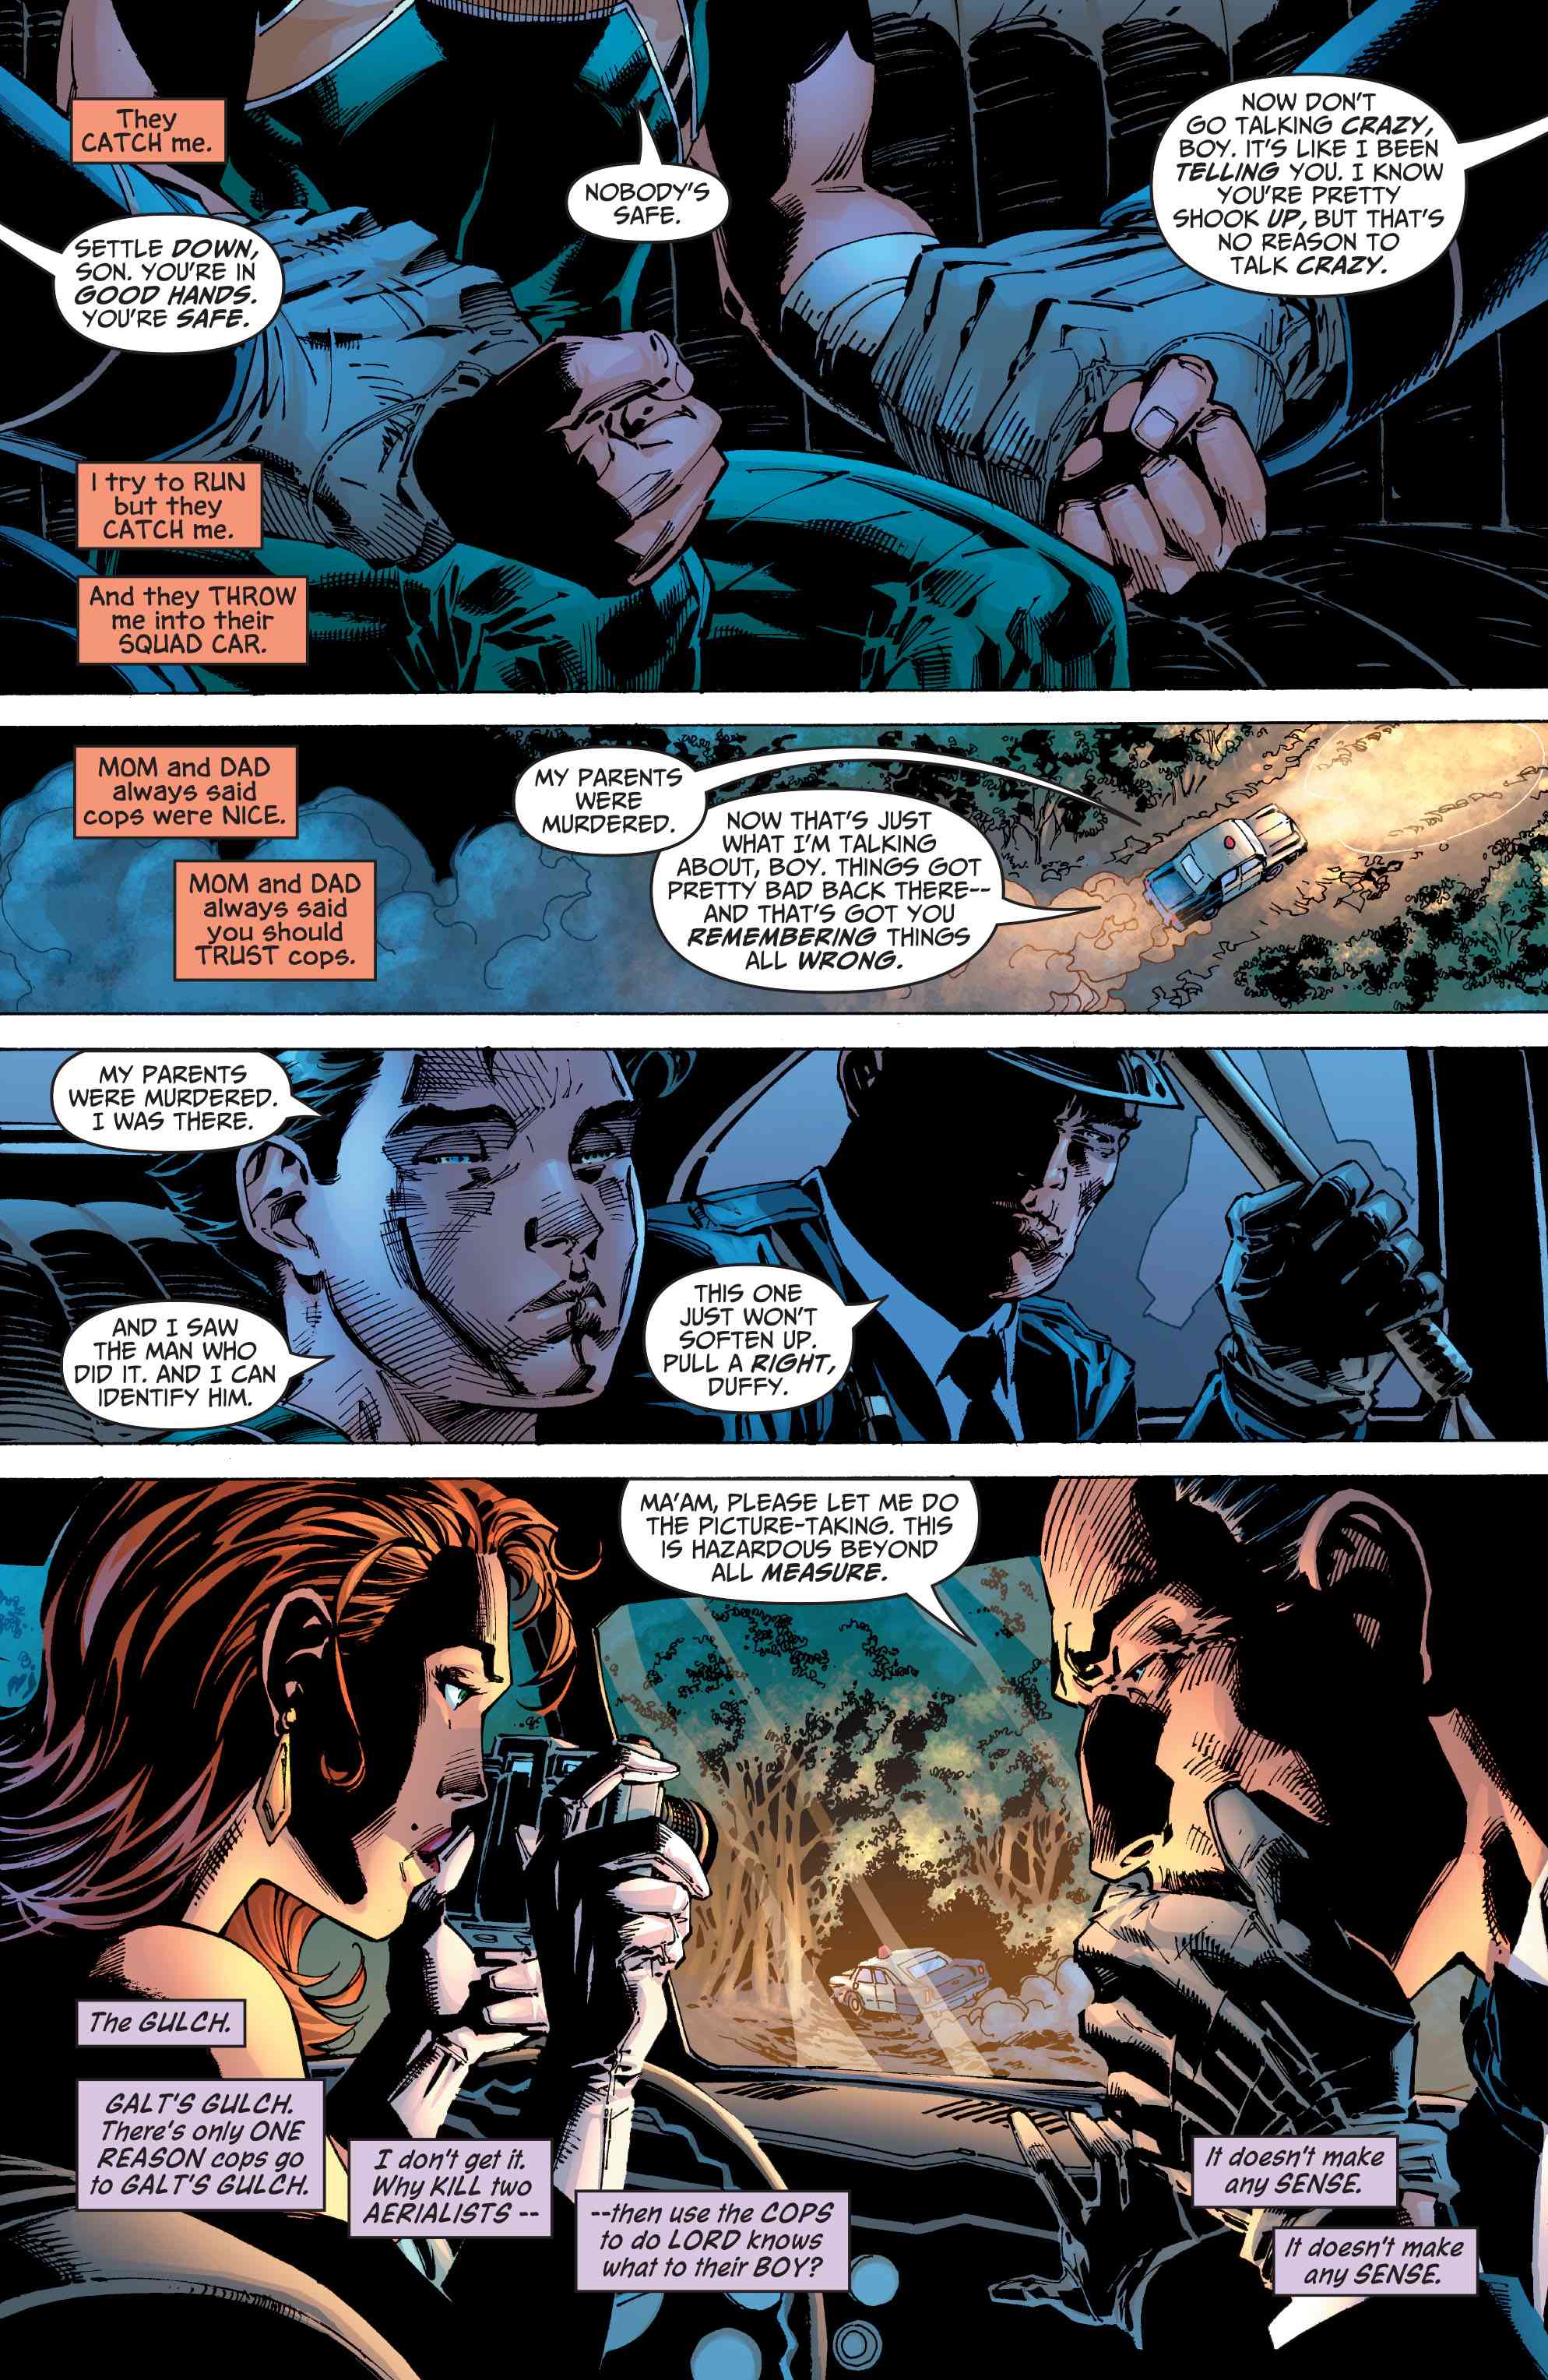 They
CATCH me.
SETTLE DOWN,
SON. YOU'RE IN
GOOD HANDS.
YOU'RE SAFE.
NOBODY'S
SAFE.
NOW DON'T
GO TALKING CRAZY,
BOY. IT'S LIKE I BEEN
TELLING YOU. I KNOW
YOU'RE PRETTY
SHOOK UP, BUT THAT'S
NO REASON TO
TALK CRAZY.
I try to RUN
but they
CATCH me.
And they THROW
me into their
SQUAD CAR.
MOM and DAD
always said
cops were NICE.
MOM and DAD
always said
you should
TRUST cops.
MY PARENTS
WERE
MURDERED.
NOW THAT'S JUST
WHAT I'M TALKING
ABOUT, BOY. THINGS GOT
PRETTY BAD BACK THERE--
AND THAT'S GOT YOU
REMEMBERING THINGS
ALL WRONG.
MY PARENTS
WERE MURDERED.
I WAS THERE.
AND I SAW
THE MAN WHO
DID IT. AND I CAN
IDENTIFY HIM.
THIS ONE
JUST WON'T
SOFTEN UP.
PULL A RIGHT,
DUFFY.
MA'AM, PLEASE LET ME DO
THE PICTURE-TAKING. THIS
IS HAZARDOUS BEYOND
ALL MEASURE.
The GULCH.
GALT'S GULCH.
There's only ONE
REASON cops go
to GALT'S GULCH.
I don't get it.
Why KILL two
AERIALISTS --
--then use the COPS
to do LORD knows
what to their BOY?
It doesn't make
any SENSE.
It doesn't make
any SENSE.